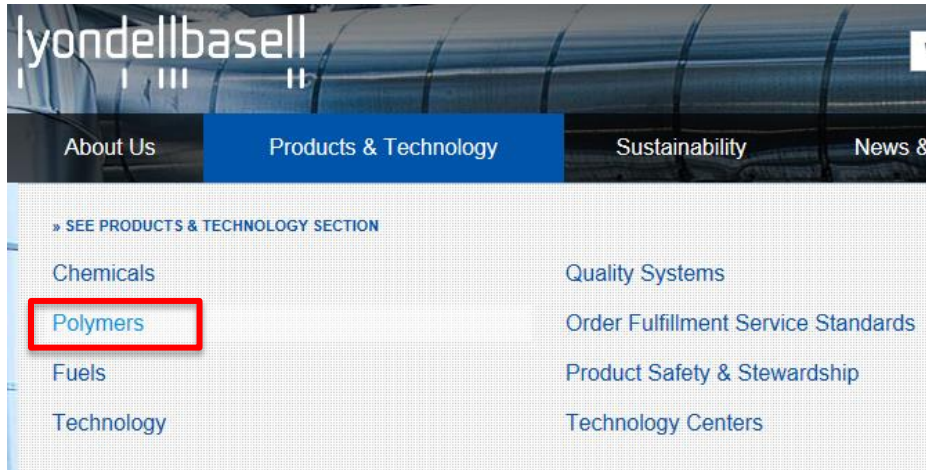 lyondellbasell
About Us
Products & Technology
Sustainability
News &
» SEE PRODUCTS & TECHNOLOGY SECTION
Chemicals
Quality Systems
Polymers
Order Fulfillment Service Standards
Fuels
Product Safety & Stewardship
Technology
Technology Centers